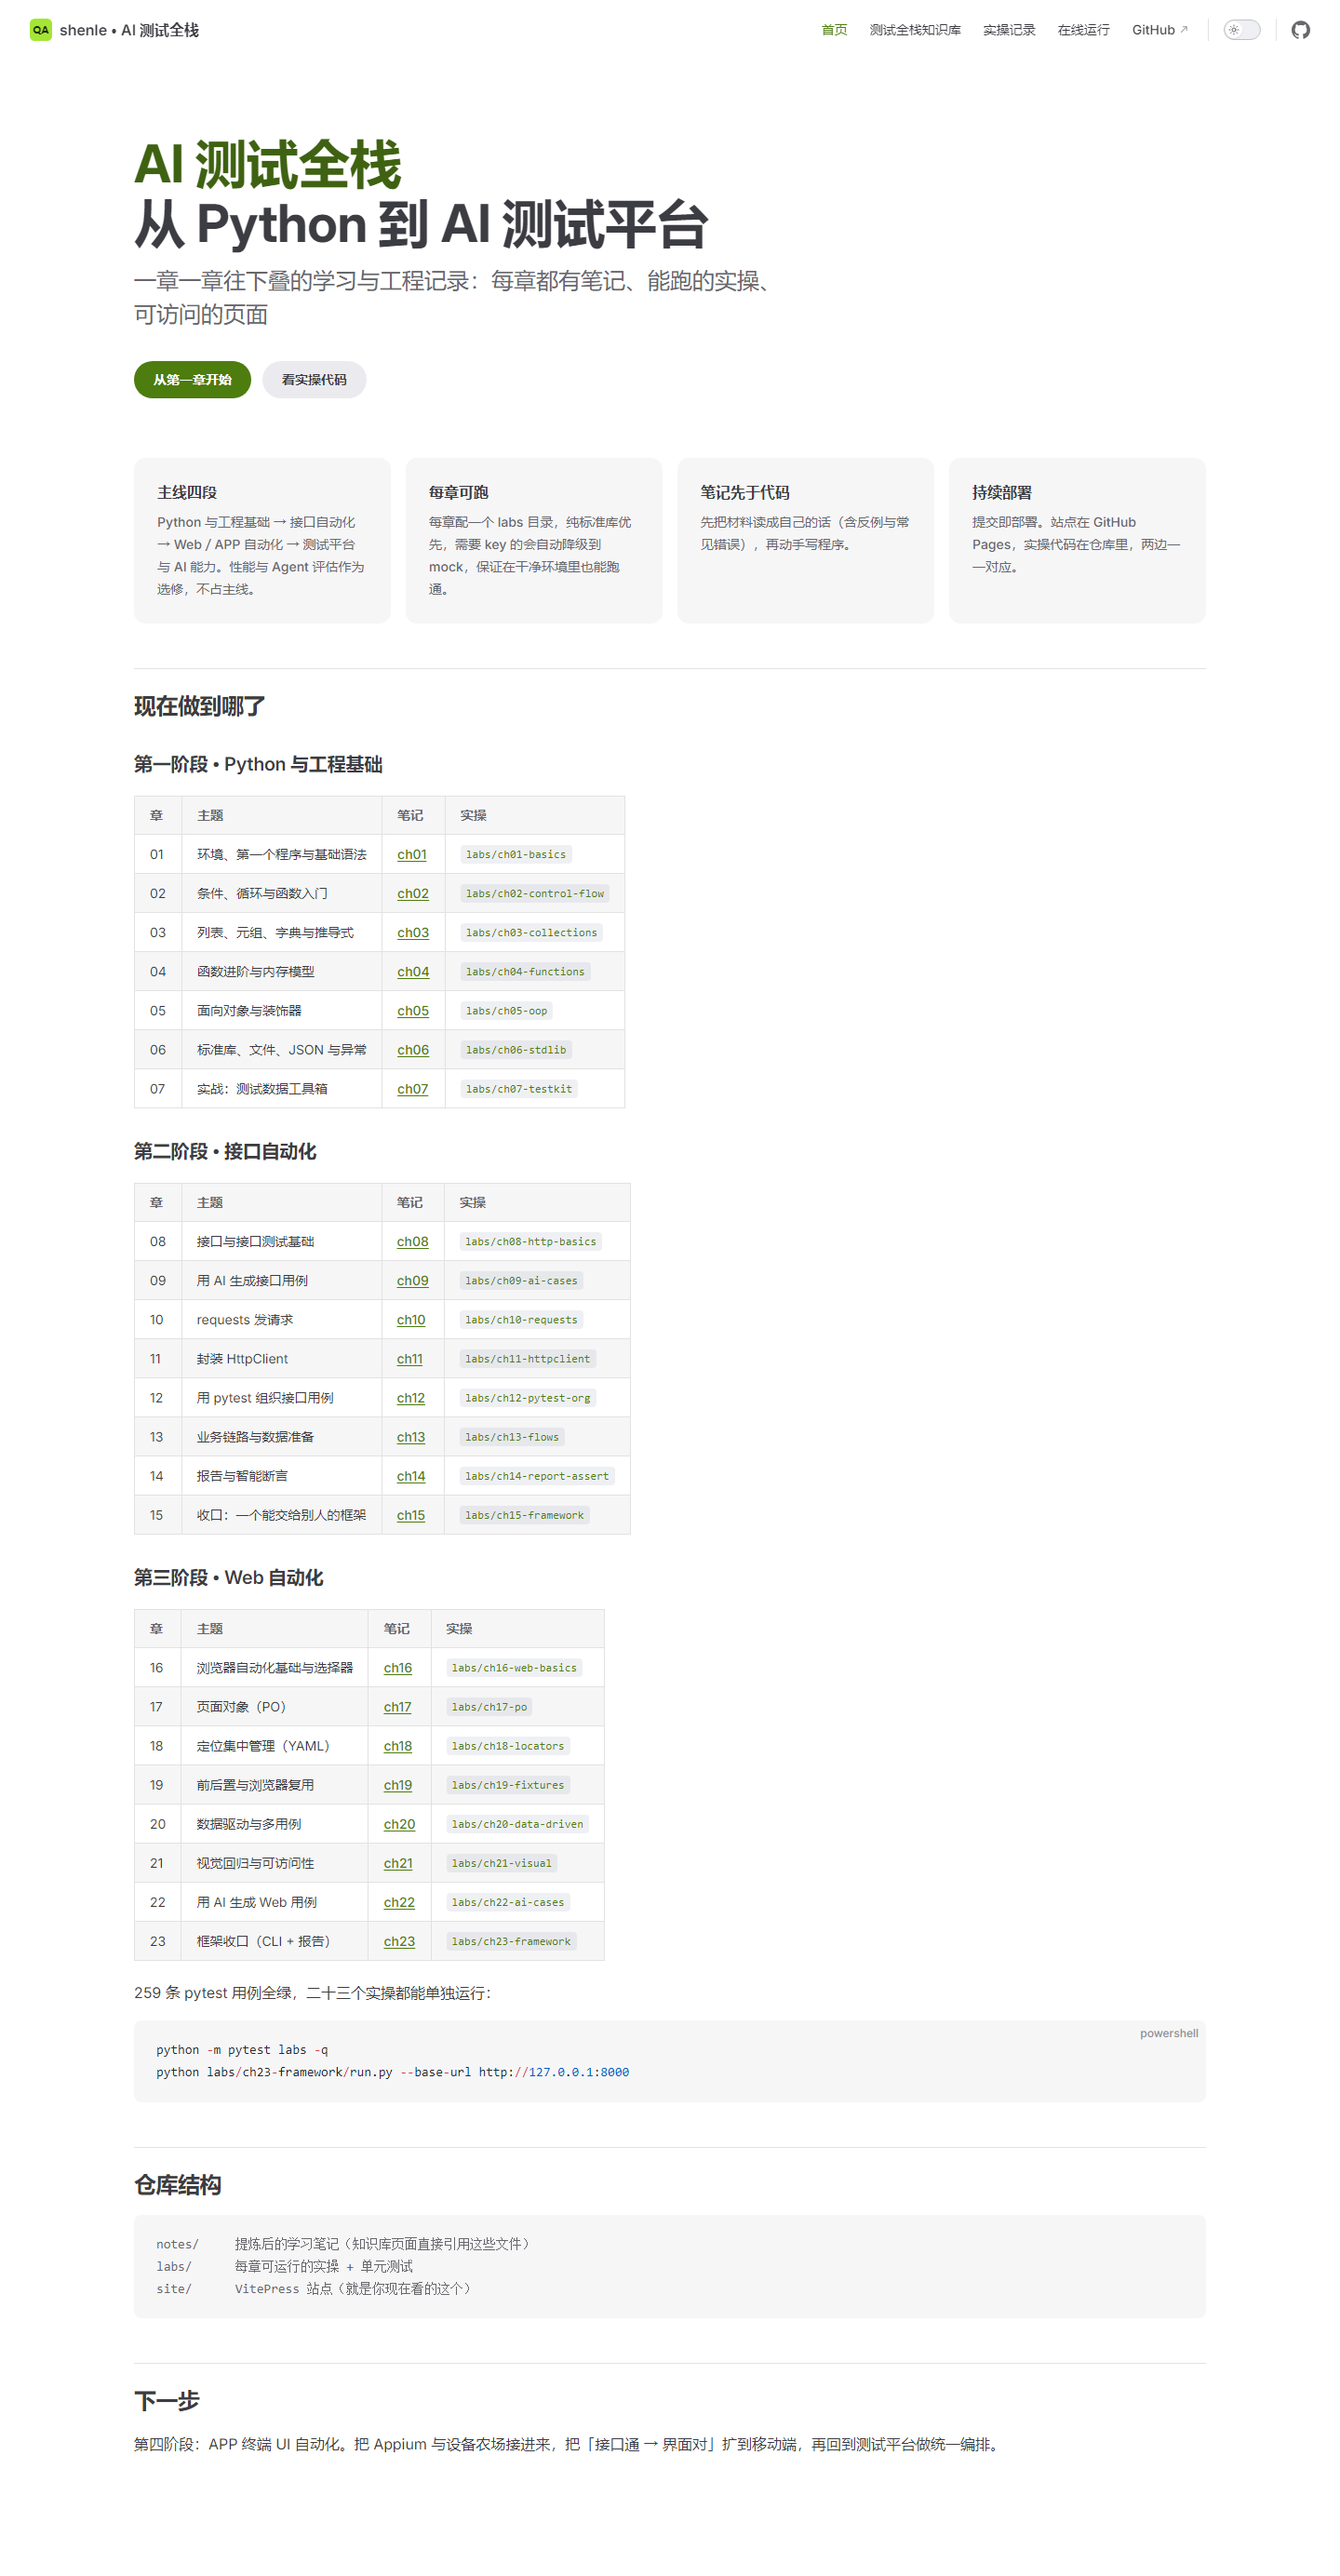 QA shenle • AI 测试全栈
首页 测试全栈知识库 实操记录 在线运行 GitHub ↗
AI 测试全栈
从 Python 到 AI 测试平台
一章一章往下叠的学习与工程记录：每章都有笔记、能跑的实操、
可访问的页面
从第一章开始 看实操代码
主线四段
Python 与工程基础 → 接口自动化
→ Web / APP 自动化 → 测试平台
与 AI 能力。性能与 Agent 评估作为
选修，不占主线。
每章可跑
每章配一个 labs 目录，纯标准库优
先，需要 key 的会自动降级到
mock，保证在干净环境里也能跑
通。
笔记先于代码
先把材料读成自己的话（含反例与常
见错误），再动手写程序。
持续部署
提交即部署。站点在 GitHub
Pages，实操代码在仓库里，两边一
一对应。
现在做到哪了
第一阶段 • Python 与工程基础
章 主题 笔记 实操
01 环境、第一个程序与基础语法 ch01 labs/ch01-basics
02 条件、循环与函数入门 ch02 labs/ch02-control-flow
03 列表、元组、字典与推导式 ch03 labs/ch03-collections
04 函数进阶与内存模型 ch04 labs/ch04-functions
05 面向对象与装饰器 ch05 labs/ch05-oop
06 标准库、文件、JSON 与异常 ch06 labs/ch06-stdlib
07 实战：测试数据工具箱 ch07 labs/ch07-testkit
第二阶段 • 接口自动化
章 主题 笔记 实操
08 接口与接口测试基础 ch08 labs/ch08-http-basics
09 用 AI 生成接口用例 ch09 labs/ch09-ai-cases
10 requests 发请求 ch10 labs/ch10-requests
11 封装 HttpClient ch11 labs/ch11-httpclient
12 用 pytest 组织接口用例 ch12 labs/ch12-pytest-org
13 业务链路与数据准备 ch13 labs/ch13-flows
14 报告与智能断言 ch14 labs/ch14-report-assert
15 收口：一个能交给别人的框架 ch15 labs/ch15-framework
第三阶段 • Web 自动化
章 主题 笔记 实操
16 浏览器自动化基础与选择器 ch16 labs/ch16-web-basics
17 页面对象（PO） ch17 labs/ch17-po
18 定位集中管理（YAML） ch18 labs/ch18-locators
19 前后置与浏览器复用 ch19 labs/ch19-fixtures
20 数据驱动与多用例 ch20 labs/ch20-data-driven
21 视觉回归与可访问性 ch21 labs/ch21-visual
22 用 AI 生成 Web 用例 ch22 labs/ch22-ai-cases
23 框架收口（CLI + 报告） ch23 labs/ch23-framework
259 条 pytest 用例全绿，二十三个实操都能单独运行：
powershell
python -m pytest labs -q
python labs/ch23-framework/run.py --base-url http://127.0.0.1:8000
仓库结构
notes/ 提炼后的学习笔记（知识库页面直接引用这些文件）
labs/ 每章可运行的实操 + 单元测试
site/ VitePress 站点（就是你现在看的这个）
下一步
第四阶段：APP 终端 UI 自动化。把 Appium 与设备农场接进来，把「接口通 → 界面对」扩到移动端，再回到测试平台做统一编排。